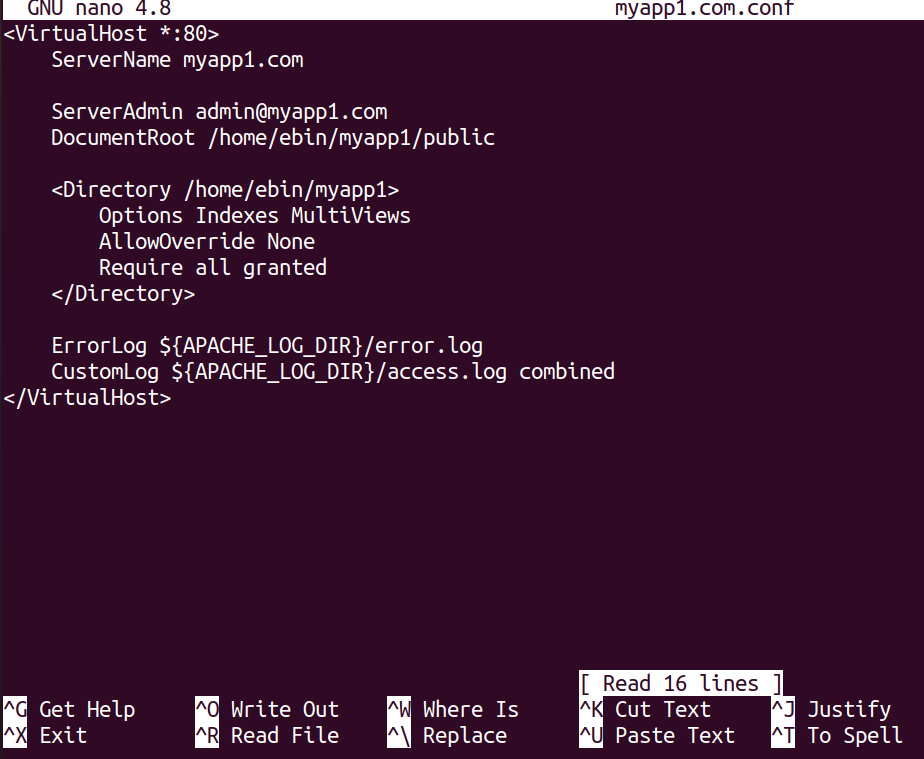 GNU nano 4.8 myapp1.com.conf
<VirtualHost *:80>
    ServerName myapp1.com

    ServerAdmin admin@myapp1.com
    DocumentRoot /home/ebin/myapp1/public

    <Directory /home/ebin/myapp1>
        Options Indexes MultiViews
        AllowOverride None
        Require all granted
    </Directory>

    ErrorLog ${APACHE_LOG_DIR}/error.log
    CustomLog ${APACHE_LOG_DIR}/access.log combined
</VirtualHost>
[ Read 16 lines ]
^G Get Help ^O Write Out ^W Where Is ^K Cut Text ^J Justify
^X Exit ^R Read File ^\ Replace ^U Paste Text ^T To Spell